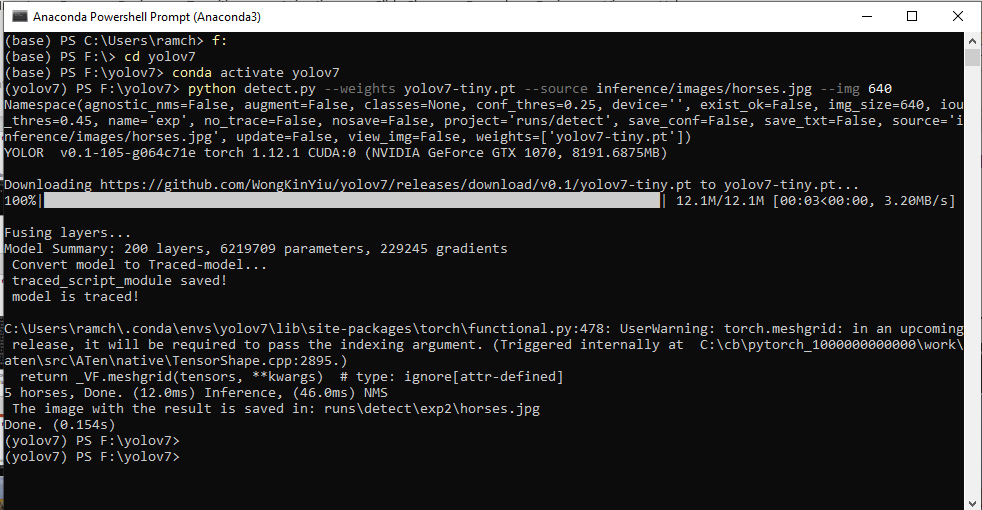 Anaconda Powershell Prompt (Anaconda3)
(base) PS C:\Users\ramch> f:
(base) PS F:\> cd yolov7
(base) PS F:\yolov7> conda activate yolov7
(yolov7) PS F:\yolov7> python detect.py --weights yolov7-tiny.pt --source inference/images/horses.jpg --img 640
Namespace(agnostic_nms=False, augment=False, classes=None, conf_thres=0.25, device='', exist_ok=False, img_size=640, iou
_thres=0.45, name='exp', no_trace=False, nosave=False, project='runs/detect', save_conf=False, save_txt=False, source='i
nference/images/horses.jpg', update=False, view_img=False, weights=['yolov7-tiny.pt'])
YOLOR  v0.1-105-g064c71e torch 1.12.1 CUDA:0 (NVIDIA GeForce GTX 1070, 8191.6875MB)
Downloading https://github.com/WongKinYiu/yolov7/releases/download/v0.1/yolov7-tiny.pt to yolov7-tiny.pt...
100%| | 12.1M/12.1M [00:03<00:00, 3.20MB/s]
Fusing layers...
Model Summary: 200 layers, 6219709 parameters, 229245 gradients
 Convert model to Traced-model...
 traced_script_module saved!
 model is traced!
C:\Users\ramch\.conda\envs\yolov7\lib\site-packages\torch\functional.py:478: UserWarning: torch.meshgrid: in an upcoming
 release, it will be required to pass the indexing argument. (Triggered internally at  C:\cb\pytorch_1000000000000\work\
aten\src\ATen\native\TensorShape.cpp:2895.)
  return _VF.meshgrid(tensors, **kwargs)  # type: ignore[attr-defined]
5 horses, Done. (12.0ms) Inference, (46.0ms) NMS
 The image with the result is saved in: runs\detect\exp2\horses.jpg
Done. (0.154s)
(yolov7) PS F:\yolov7>
(yolov7) PS F:\yolov7>